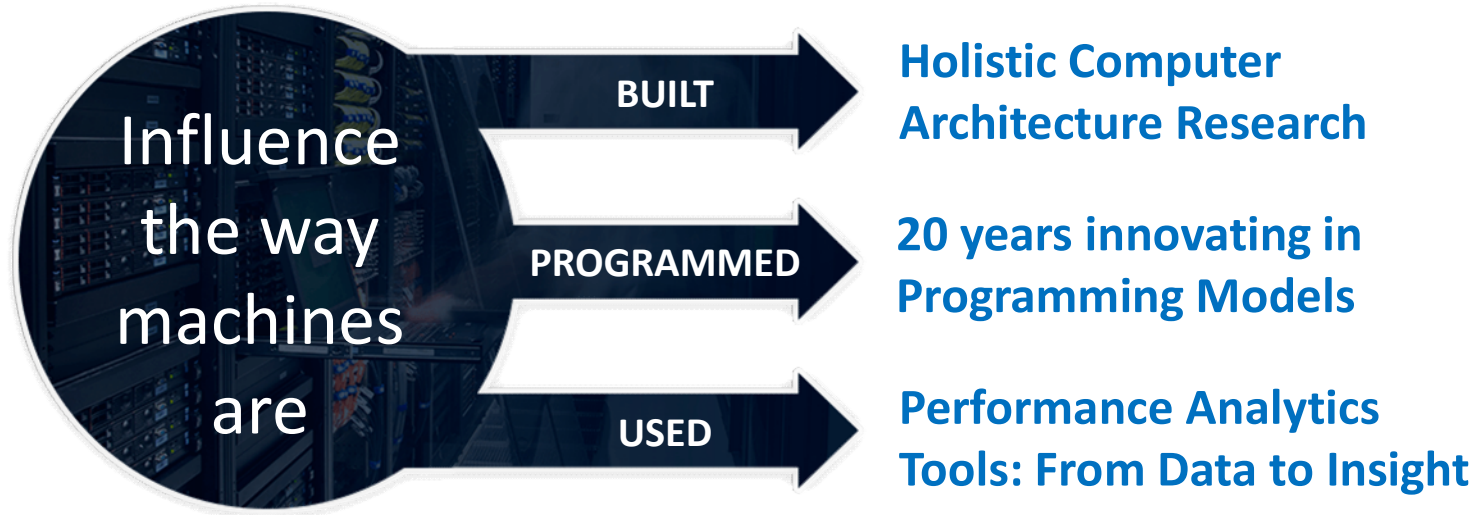 Influence
the way
machines
are
BUILT
Holistic Computer
Architecture Research
PROGRAMMED
20 years innovating in
Programming Models
USED
Performance Analytics
Tools: From Data to Insight